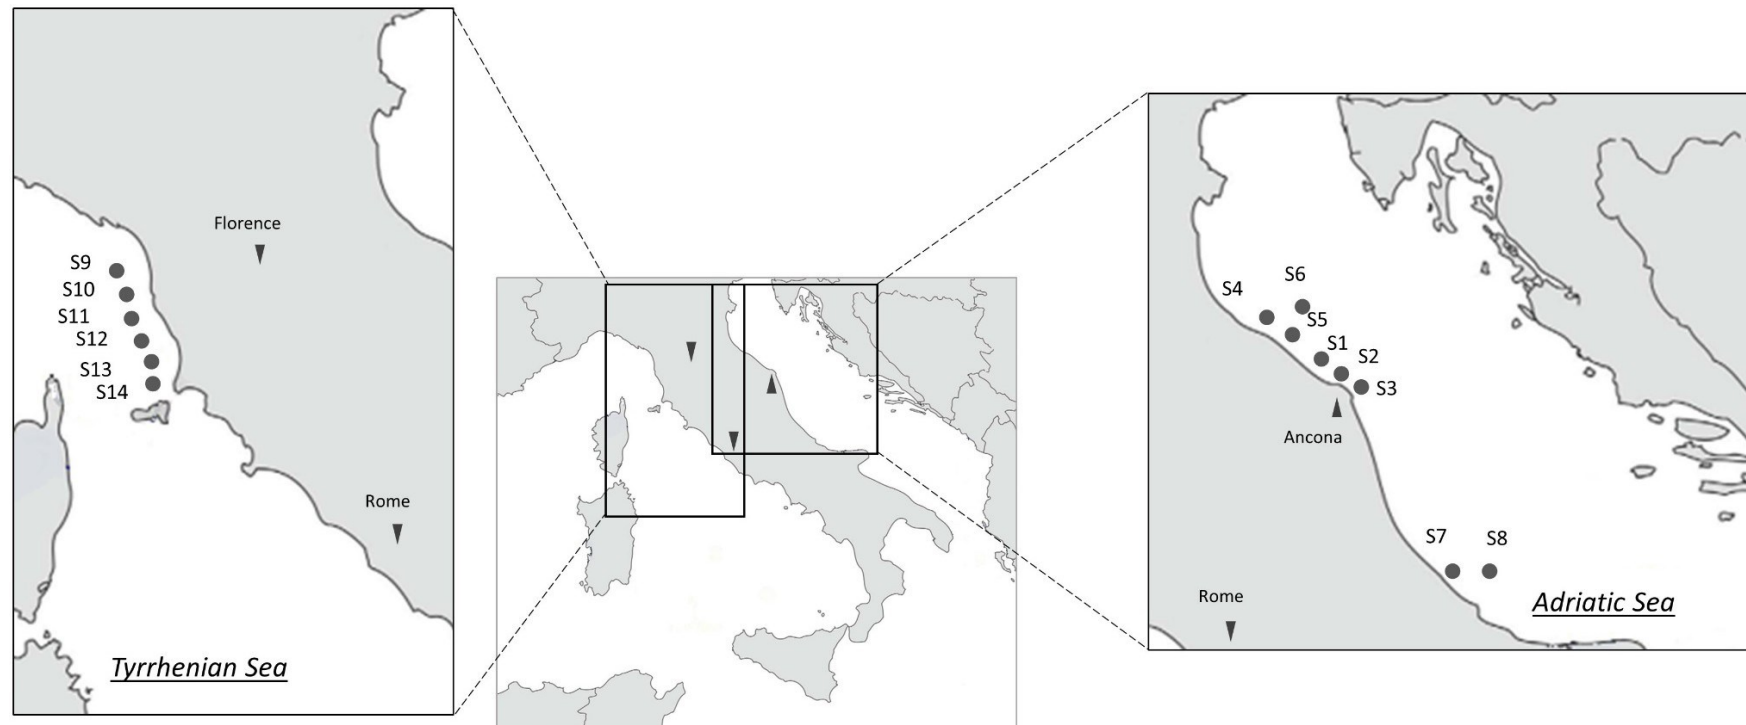 Florence
S9
S10
S11
S12
S13
S14
Rome
Tyrrhenian Sea
S6
S4
S5
S1
S2
S3
Ancona
S7
S8
Rome
Adriatic Sea